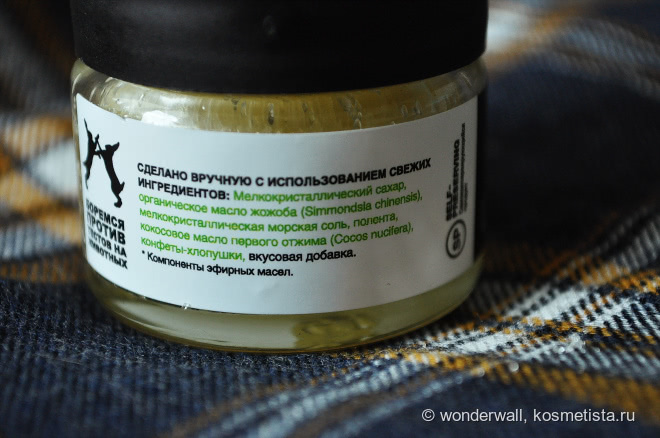 СДЕЛАНО ВРУЧНУЮ С ИСПОЛЬЗОВАНИЕМ СВЕЖИХ
ИНГРЕДИЕНТОВ: Мелкокристаллический сахар,
органическое масло жожоба (Simmondsia chinensis),
мелкокристаллическая морская соль, полента,
кокосовое масло первого отжима (Cocos nucifera),
конфеты-хлопушки, вкусовая добавка.
* Компоненты эфирных масел.
БОРЕМСЯ
ПРОТИВ
ТЕСТОВ НА
ЖИВОТНЫХ
SELF-
PRESERVING
SP
© wonderwall, kosmetista.ru